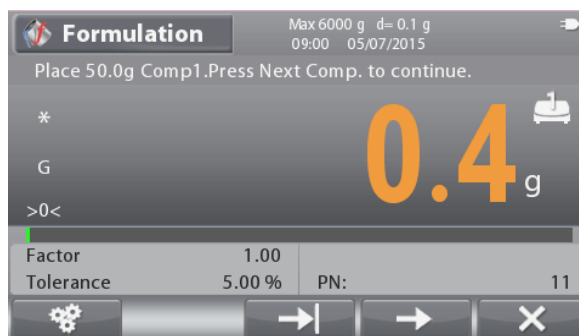 Formulation
Max 6000 g d= 0.1 g
09:00 05/07/2015
Place 50.0g Comp1.Press Next Comp. to continue.
*
1
G
0.4 g
>0<
Factor 1.00
Tolerance 5.00 % PN: 11